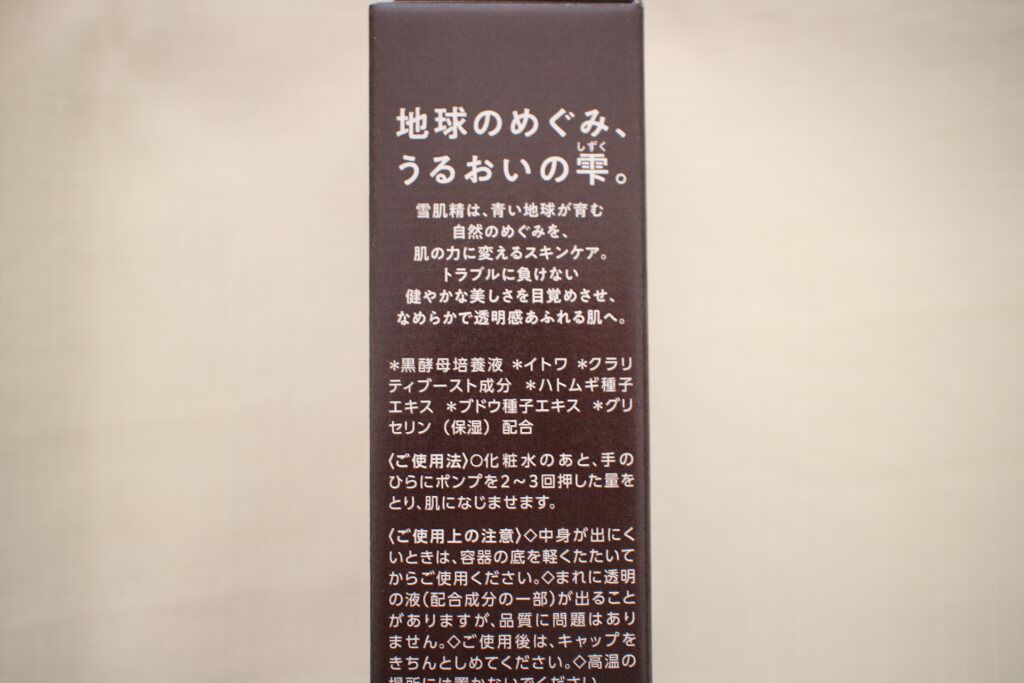 地球のめぐみ、
しずく
うるおいの雫。
雪肌精は、青い地球が育む
自然のめぐみを、
肌の力に変えるスキンケア。
トラブルに負けない
健やかな美しさを目覚めさせ、
なめらかで透明感あふれる肌へ。
＊黒酵母培養液 ＊イトワ ＊クラリ
ティブースト成分 ＊ハトムギ種子
エキス ＊ブドウ種子エキス ＊グリ
セリン（保湿）配合
〈ご使用法〉○化粧水のあと、手の
ひらにポンプを2～3回押した量を
とり、肌になじませます。
〈ご使用上の注意〉◇中身が出にく
いときは、容器の底を軽くたたいて
からご使用ください。◇まれに透明
の液（配合成分の一部）が出ること
がありますが、品質に問題はあり
ません。◇ご使用後は、キャップを
きちんとしめてください。◇高温の
場所には置かないでください。